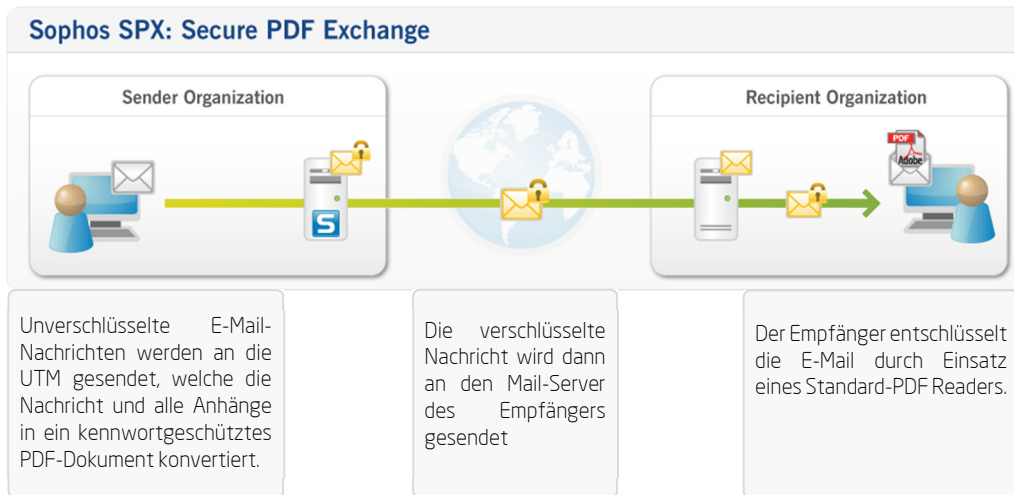 Sophos SPX: Secure PDF Exchange
Sender Organization
Recipient Organization
PDF
Adobe
S
Unverschlüsselte E-Mail-
Nachrichten werden an die
UTM gesendet, welche die
Nachricht und alle Anhänge
in ein kennwortgeschütztes
PDF-Dokument konvertiert.
Die verschlüsselte
Nachricht wird dann
an den Mail-Server
des Empfängers
gesendet
Der Empfänger entschlüsselt
die E-Mail durch Einsatz
eines Standard-PDF Readers.